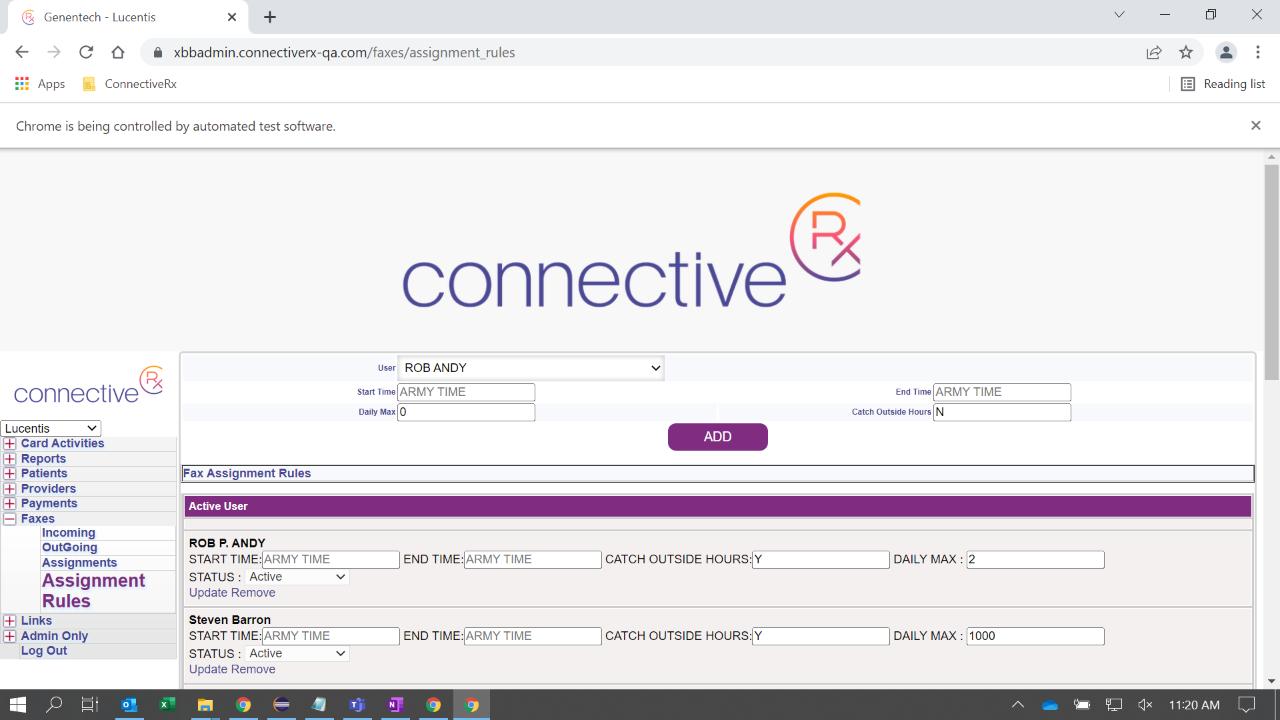 Genentech - Lucentis
xbbadmin.connectiverx-qa.com/faxes/assignment_rules
Apps ConnectiveRx Reading list
Chrome is being controlled by automated test software.
connective Rx
connective Rx
Lucentis
Card Activities
Reports
Patients
Providers
Payments
Faxes
Incoming
OutGoing
Assignments
Assignment
Rules
Links
Admin Only
Log Out
User ROB ANDY
Start Time ARMY TIME End Time ARMY TIME
Daily Max 0 Catch Outside Hours N
ADD
Fax Assignment Rules
Active User
ROB P. ANDY
START TIME: ARMY TIME END TIME: ARMY TIME CATCH OUTSIDE HOURS: Y DAILY MAX : 2
STATUS : Active
Update Remove
Steven Barron
START TIME: ARMY TIME END TIME: ARMY TIME CATCH OUTSIDE HOURS: Y DAILY MAX : 1000
STATUS : Active
Update Remove
11:20 AM